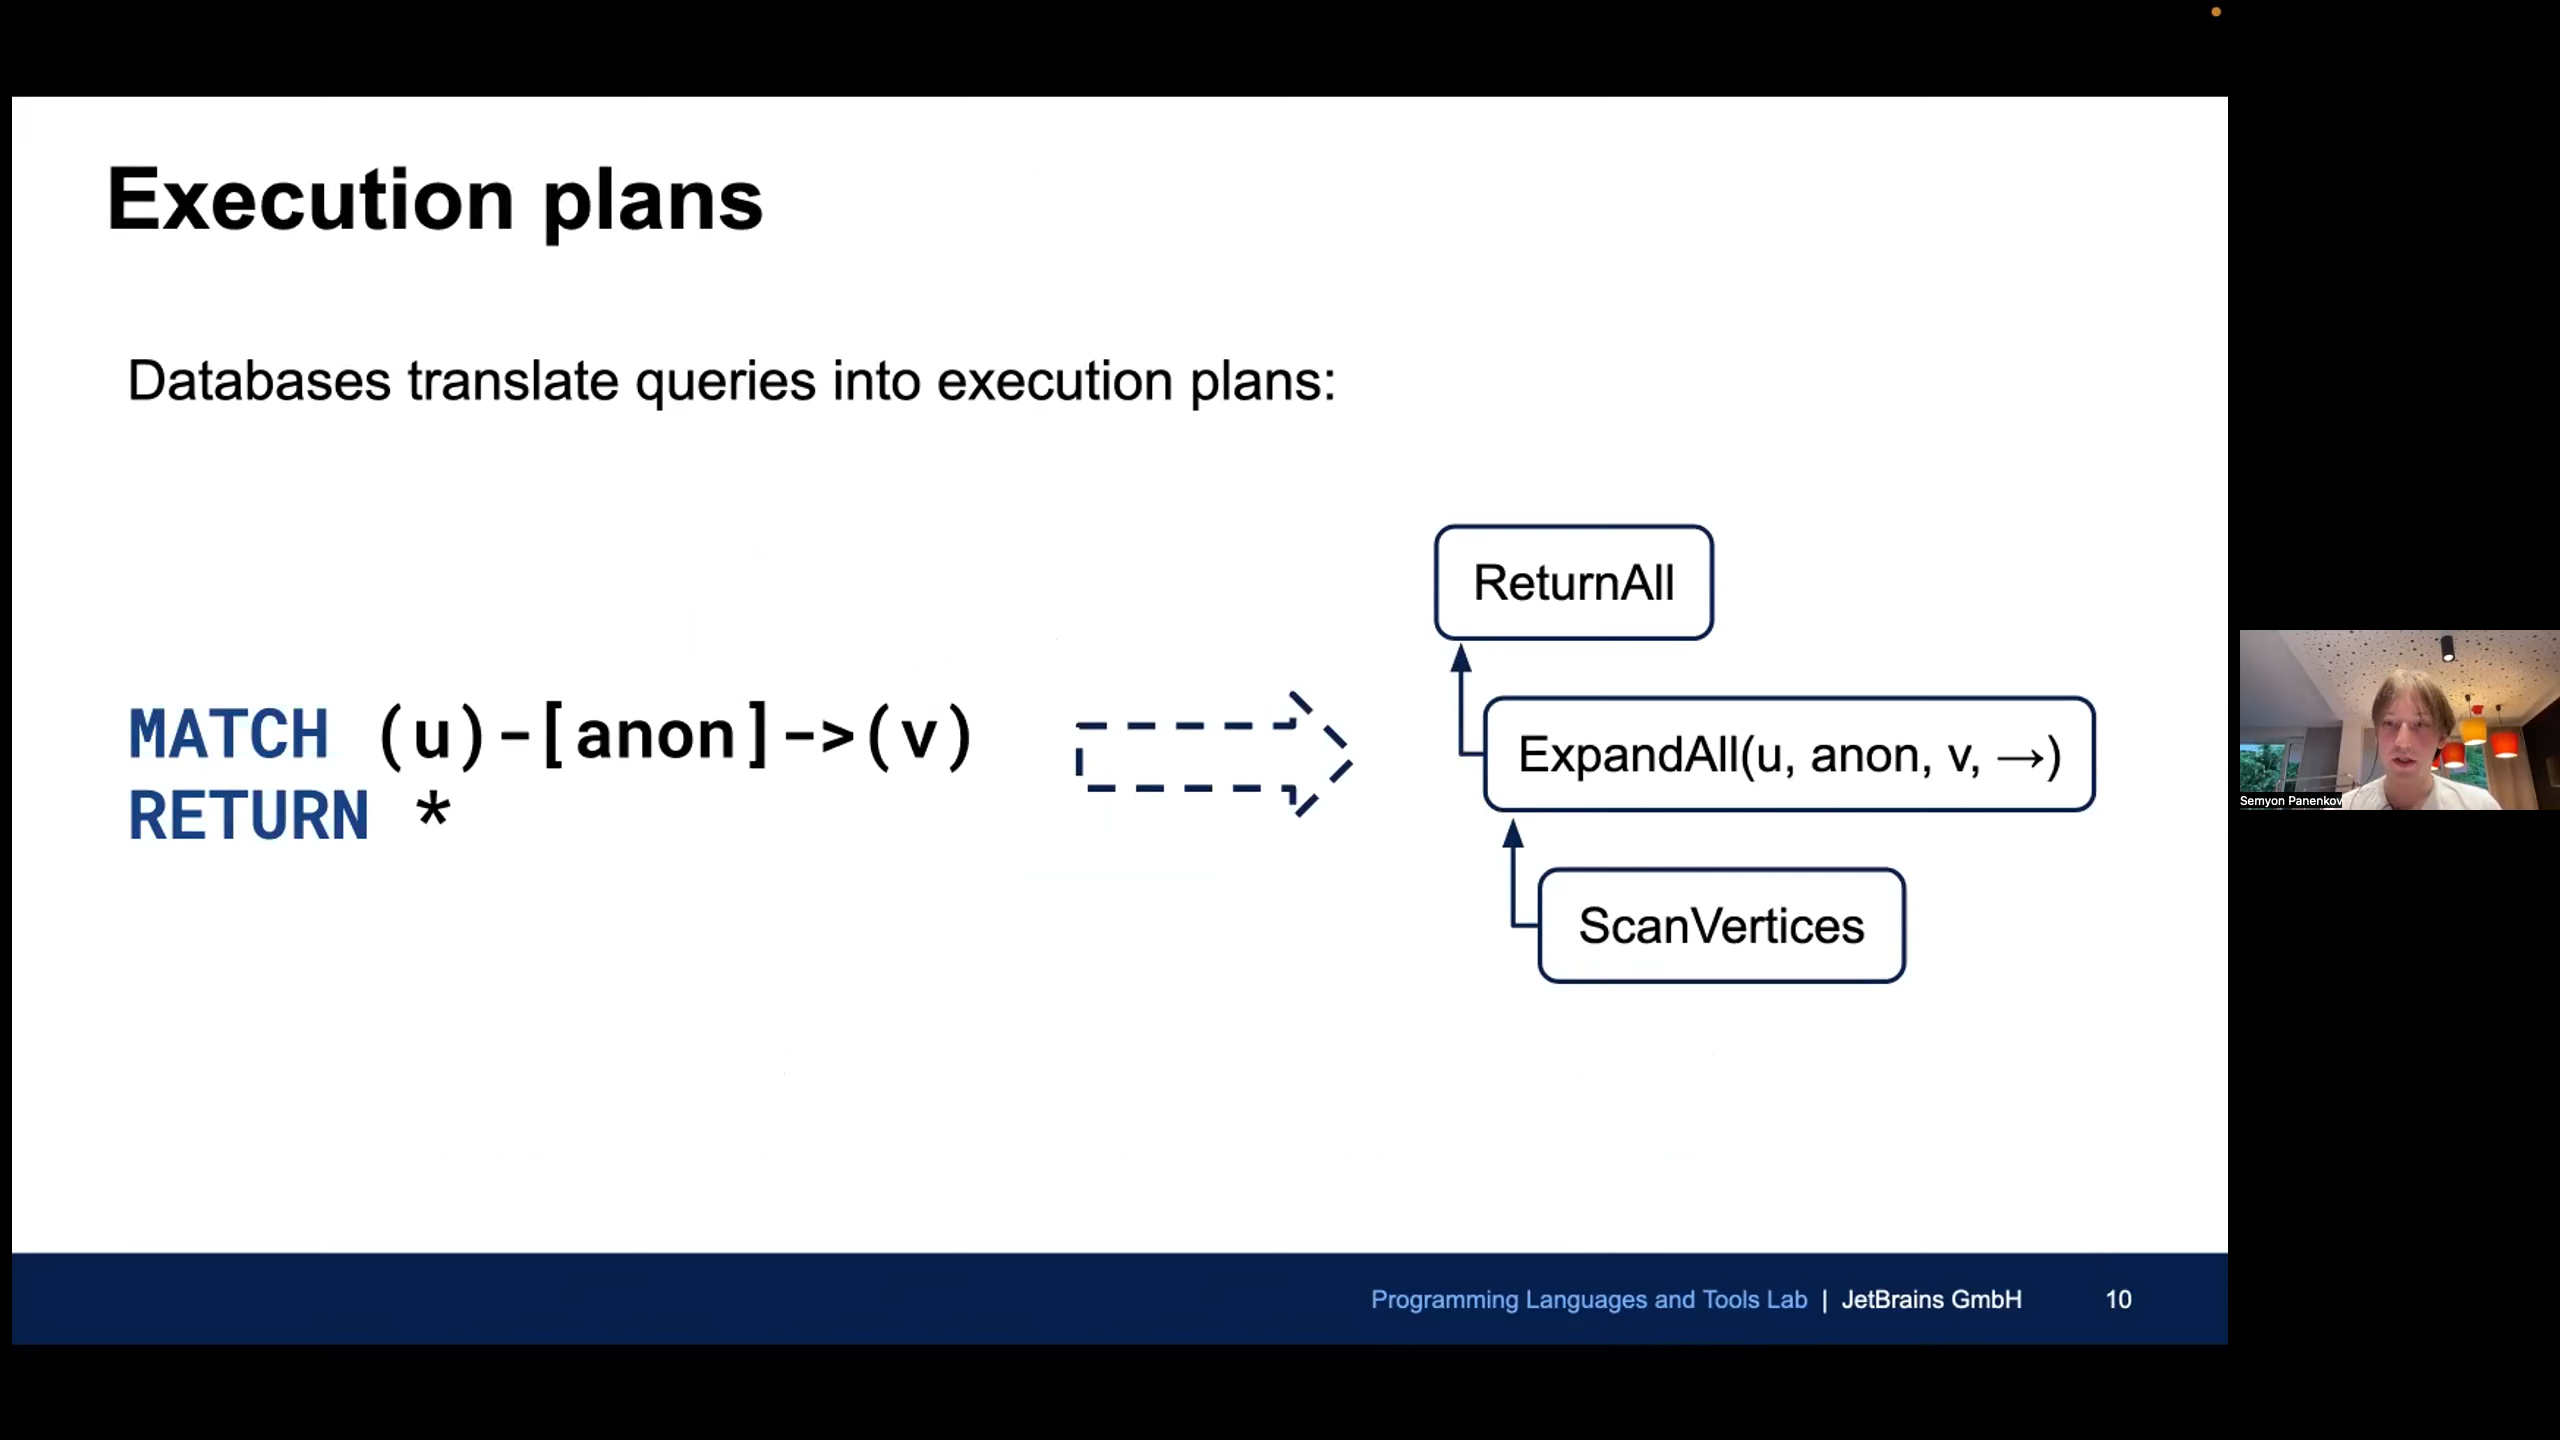 Execution plans
Databases translate queries into execution plans:
MATCH (u)-[anon]->(v)
RETURN *
ReturnAll
ExpandAll(u, anon, v, →)
ScanVertices
Semyon Panenkov
Programming Languages and Tools Lab | JetBrains GmbH 10